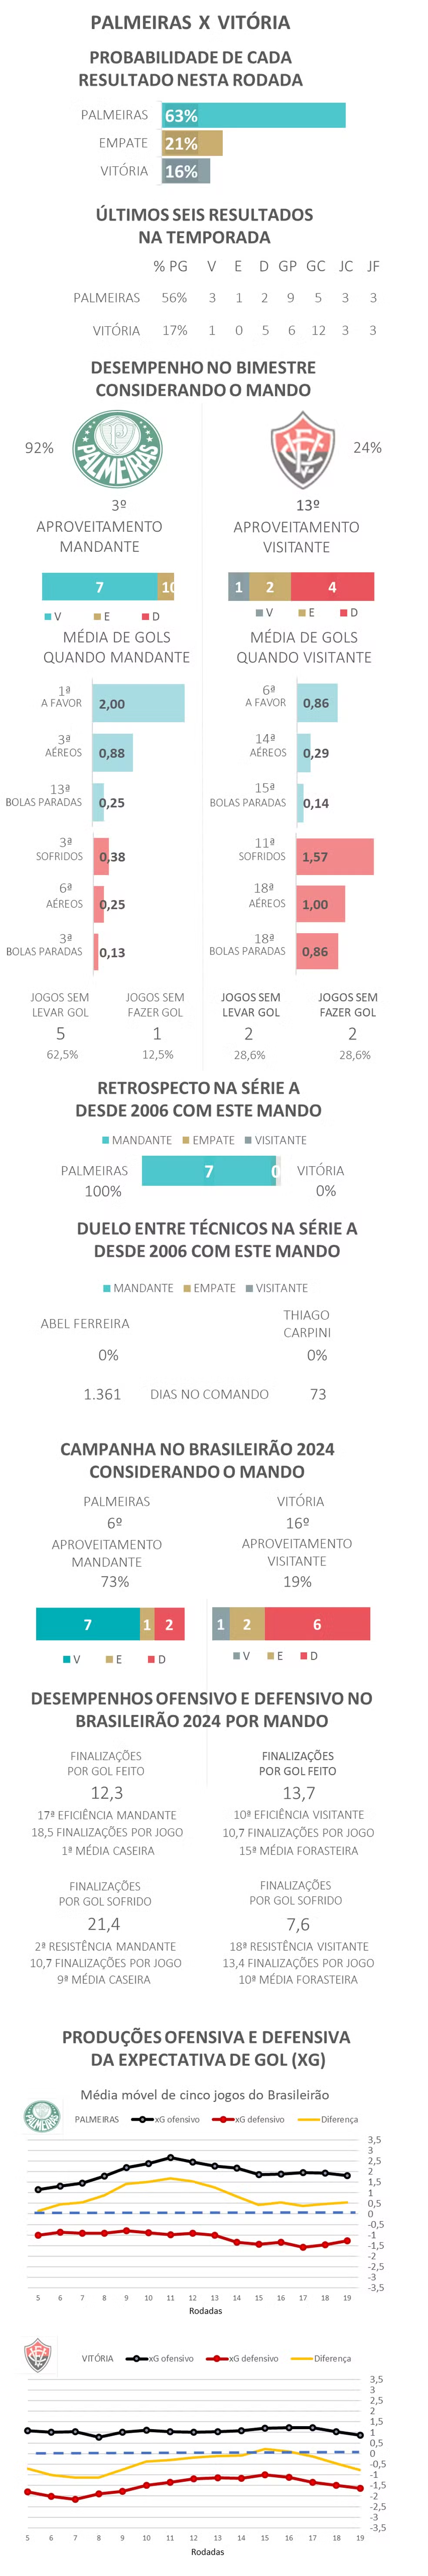 PALMEIRAS X VITÓRIA
PROBABILIDADE DE CADA
RESULTADO NESTA RODADA
PALMEIRAS 63%
EMPATE 21%
VITÓRIA 16%
ÚLTIMOS SEIS RESULTADOS
NA TEMPORADA
% PG V E D GP GC JC JF
PALMEIRAS 56% 3 1 2 9 5 3 3
VITÓRIA 17% 1 0 5 6 12 3 3
DESEMPENHO NO BIMESTRE
CONSIDERANDO O MANDO
92% PALMEIRAS 24%
3º 13º
APROVEITAMENTO APROVEITAMENTO
MANDANTE VISITANTE
7 1 0 1 2 4
V E D V E D
MÉDIA DE GOLS MÉDIA DE GOLS
QUANDO MANDANTE QUANDO VISITANTE
1ª 6ª
A FAVOR 2,00 A FAVOR 0,86
3ª 14ª
AÉREOS 0,88 AÉREOS 0,29
13ª 15ª
BOLAS PARADAS 0,25 BOLAS PARADAS 0,14
3ª 11ª
SOFRIDOS 0,38 SOFRIDOS 1,57
6ª 18ª
AÉREOS 0,25 AÉREOS 1,00
3ª 18ª
BOLAS PARADAS 0,13 BOLAS PARADAS 0,86
JOGOS SEM JOGOS SEM JOGOS SEM JOGOS SEM
LEVAR GOL FAZER GOL LEVAR GOL FAZER GOL
5 1 2 2
62,5% 12,5% 28,6% 28,6%
RETROSPECTO NA SÉRIE A
DESDE 2006 COM ESTE MANDO
MANDANTE EMPATE VISITANTE
PALMEIRAS 7 0 VITÓRIA
100% 0%
DUELO ENTRE TÉCNICOS NA SÉRIE A
DESDE 2006 COM ESTE MANDO
MANDANTE EMPATE VISITANTE
ABEL FERREIRA THIAGO
CARPINI
0% 0%
1.361 DIAS NO COMANDO 73
CAMPANHA NO BRASILEIRÃO 2024
CONSIDERANDO O MANDO
PALMEIRAS VITÓRIA
6º 16º
APROVEITAMENTO APROVEITAMENTO
MANDANTE VISITANTE
73% 19%
7 1 2 1 2 6
V E D V E D
DESEMPENHOS OFENSIVO E DEFENSIVO NO
BRASILEIRÃO 2024 POR MANDO
FINALIZAÇÕES FINALIZAÇÕES
POR GOL FEITO POR GOL FEITO
12,3 13,7
17ª EFICIÊNCIA MANDANTE 10ª EFICIÊNCIA VISITANTE
18,5 FINALIZAÇÕES POR JOGO 10,7 FINALIZAÇÕES POR JOGO
1ª MÉDIA CASEIRA 15ª MÉDIA FORASTEIRA
FINALIZAÇÕES FINALIZAÇÕES
POR GOL SOFRIDO POR GOL SOFRIDO
21,4 7,6
2ª RESISTÊNCIA MANDANTE 18ª RESISTÊNCIA VISITANTE
10,7 FINALIZAÇÕES POR JOGO 13,4 FINALIZAÇÕES POR JOGO
9ª MÉDIA CASEIRA 10ª MÉDIA FORASTEIRA
PRODUÇÕES OFENSIVA E DEFENSIVA
DA EXPECTATIVA DE GOL (XG)
Média móvel de cinco jogos do Brasileirão
PALMEIRAS xG ofensivo xG defensivo Diferença
3,5
3
2,5
2
1,5
1
0,5
0
-0,5
-1
-1,5
-2
-2,5
-3
-3,5
5 6 7 8 9 10 11 12 13 14 15 16 17 18 19
Rodadas
VITÓRIA xG ofensivo xG defensivo Diferença
3,5
3
2,5
2
1,5
1
0,5
0
-0,5
-1
-1,5
-2
-2,5
-3
-3,5
5 6 7 8 9 10 11 12 13 14 15 16 17 18 19
Rodadas